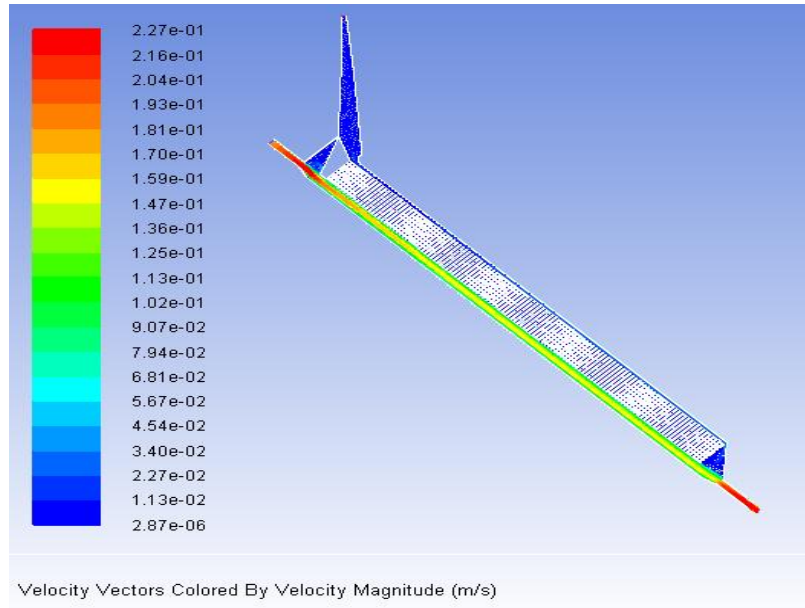 2.27e-01
2.16e-01
2.04e-01
1.93e-01
1.81e-01
1.70e-01
1.59e-01
1.47e-01
1.36e-01
1.25e-01
1.13e-01
1.02e-01
9.07e-02
7.94e-02
6.81e-02
5.67e-02
4.54e-02
3.40e-02
2.27e-02
1.13e-02
2.87e-06
Velocity Vectors Colored By Velocity Magnitude (m/s)